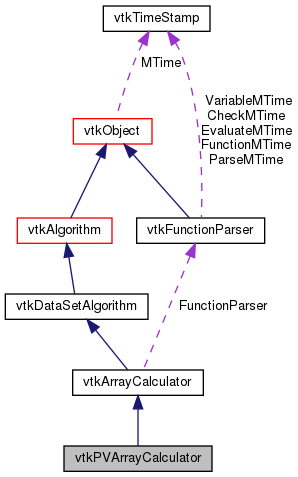 vtkTimeStamp
MTime
VariableMTime
CheckMTime
EvaluateMTime
FunctionMTime
ParseMTime
vtkObject
vtkAlgorithm
vtkFunctionParser
vtkDataSetAlgorithm
FunctionParser
vtkArrayCalculator
vtkPVArrayCalculator